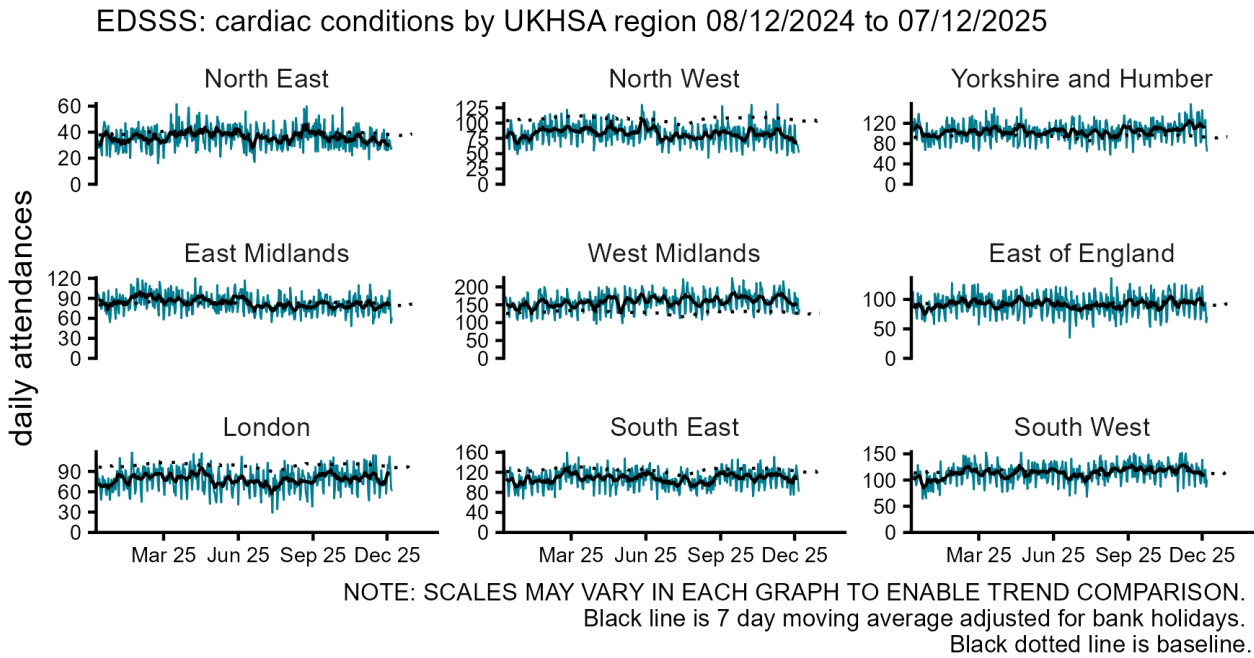 EDSSS: cardiac conditions by UKHSA region 08/12/2024 to 07/12/2025
North East
North West
Yorkshire and Humber
60
40
20
0
125
100
75
50
25
0
120
80
40
0
East Midlands
West Midlands
East of England
120
90
60
30
0
200
150
100
50
0
100
50
0
daily attendances
London
South East
South West
90
60
30
0
160
120
80
40
0
150
100
50
0
Mar 25 Jun 25 Sep 25 Dec 25
Mar 25 Jun 25 Sep 25 Dec 25
Mar 25 Jun 25 Sep 25 Dec 25
NOTE: SCALES MAY VARY IN EACH GRAPH TO ENABLE TREND COMPARISON.
Black line is 7 day moving average adjusted for bank holidays.
Black dotted line is baseline.